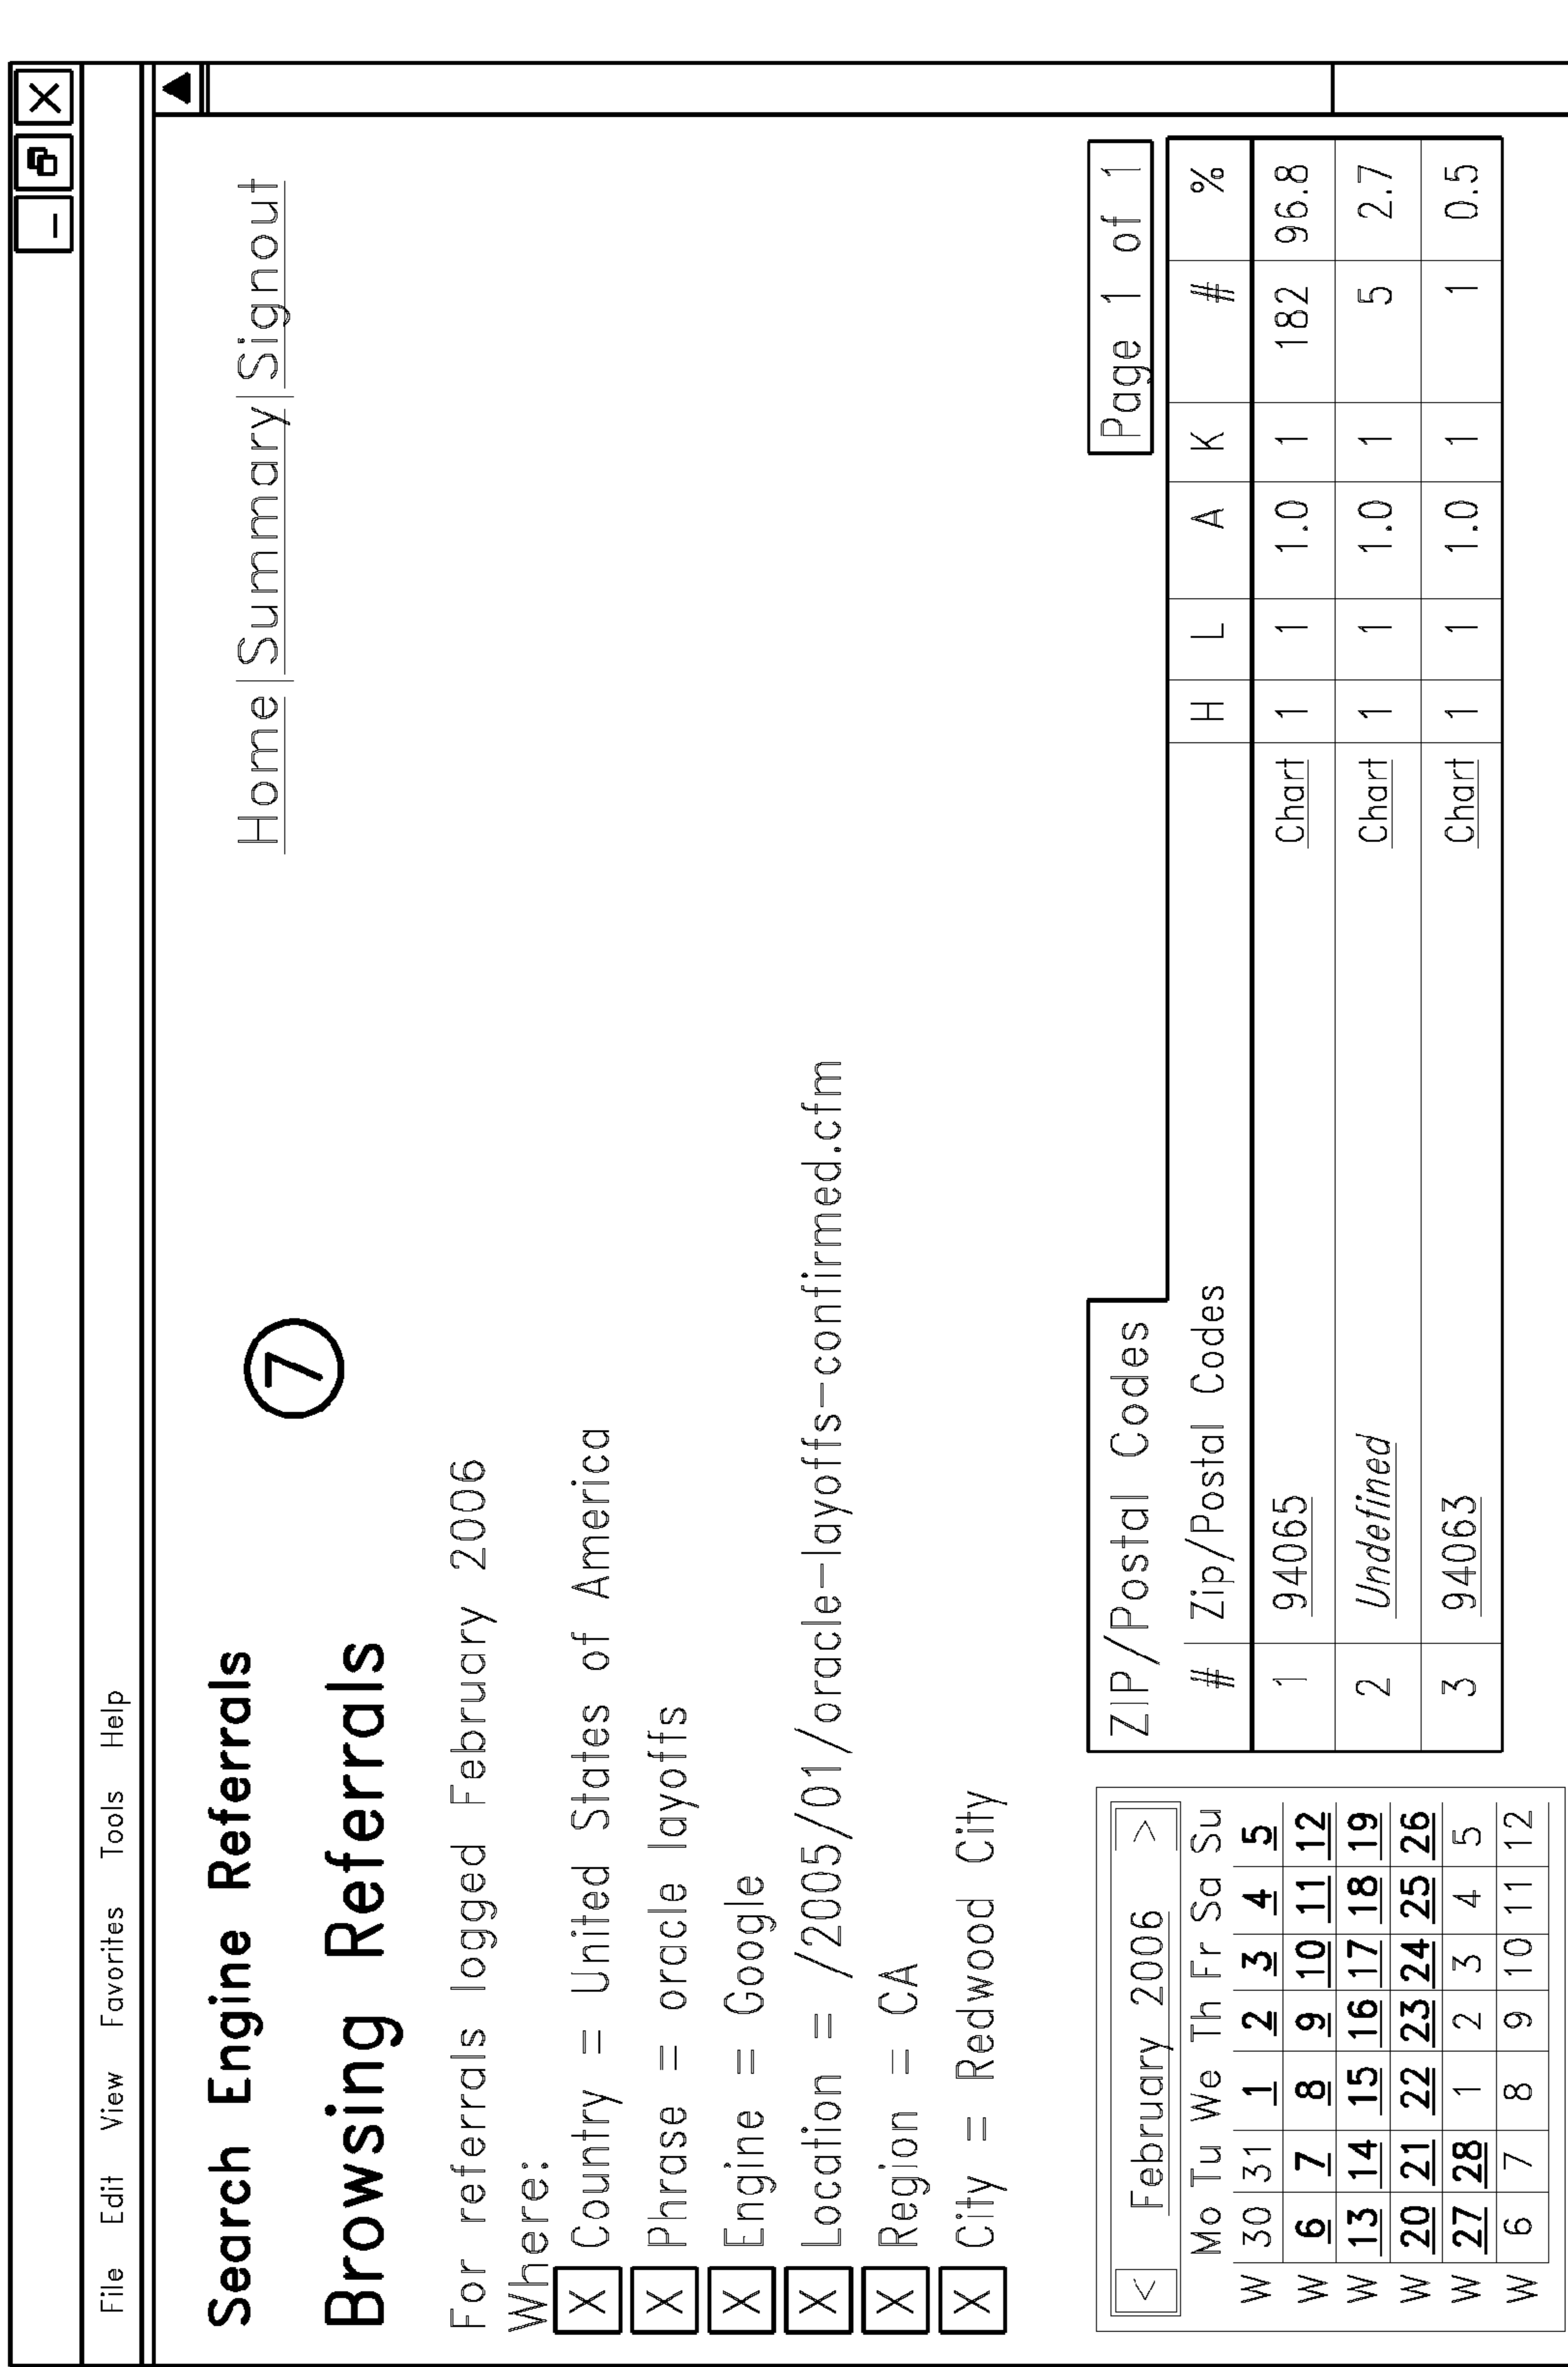 _ X
File Edit View Favorites Tools Help
Search Engine Referrals
Home|Summary|Signout
7
Browsing Referrals
For referrals logged February 2006
Where:
X Country = United States of America
X Phrase = oracle layoffs
X Engine = Google
X Location = /2005/01/oracle-layoffs-confirmed.cfm
X Region = CA
X City = Redwood City
< February 2006 >
Mo Tu We Th Fr Sa Su
W 30 31 1 2 3 4 5
W 6 7 8 9 10 11 12
W 13 14 15 16 17 18 19
W 20 21 22 23 24 25 26
W 27 28 1 2 3 4 5
W 6 7 8 9 10 11 12
ZIP/Postal Codes
Page 1 of 1
# Zip/Postal Codes H L A K # %
1 94065 Chart 1 1 1.0 1 182 96.8
2 Undefined Chart 1 1 1.0 1 5 2.7
3 94063 Chart 1 1 1.0 1 1 0.5